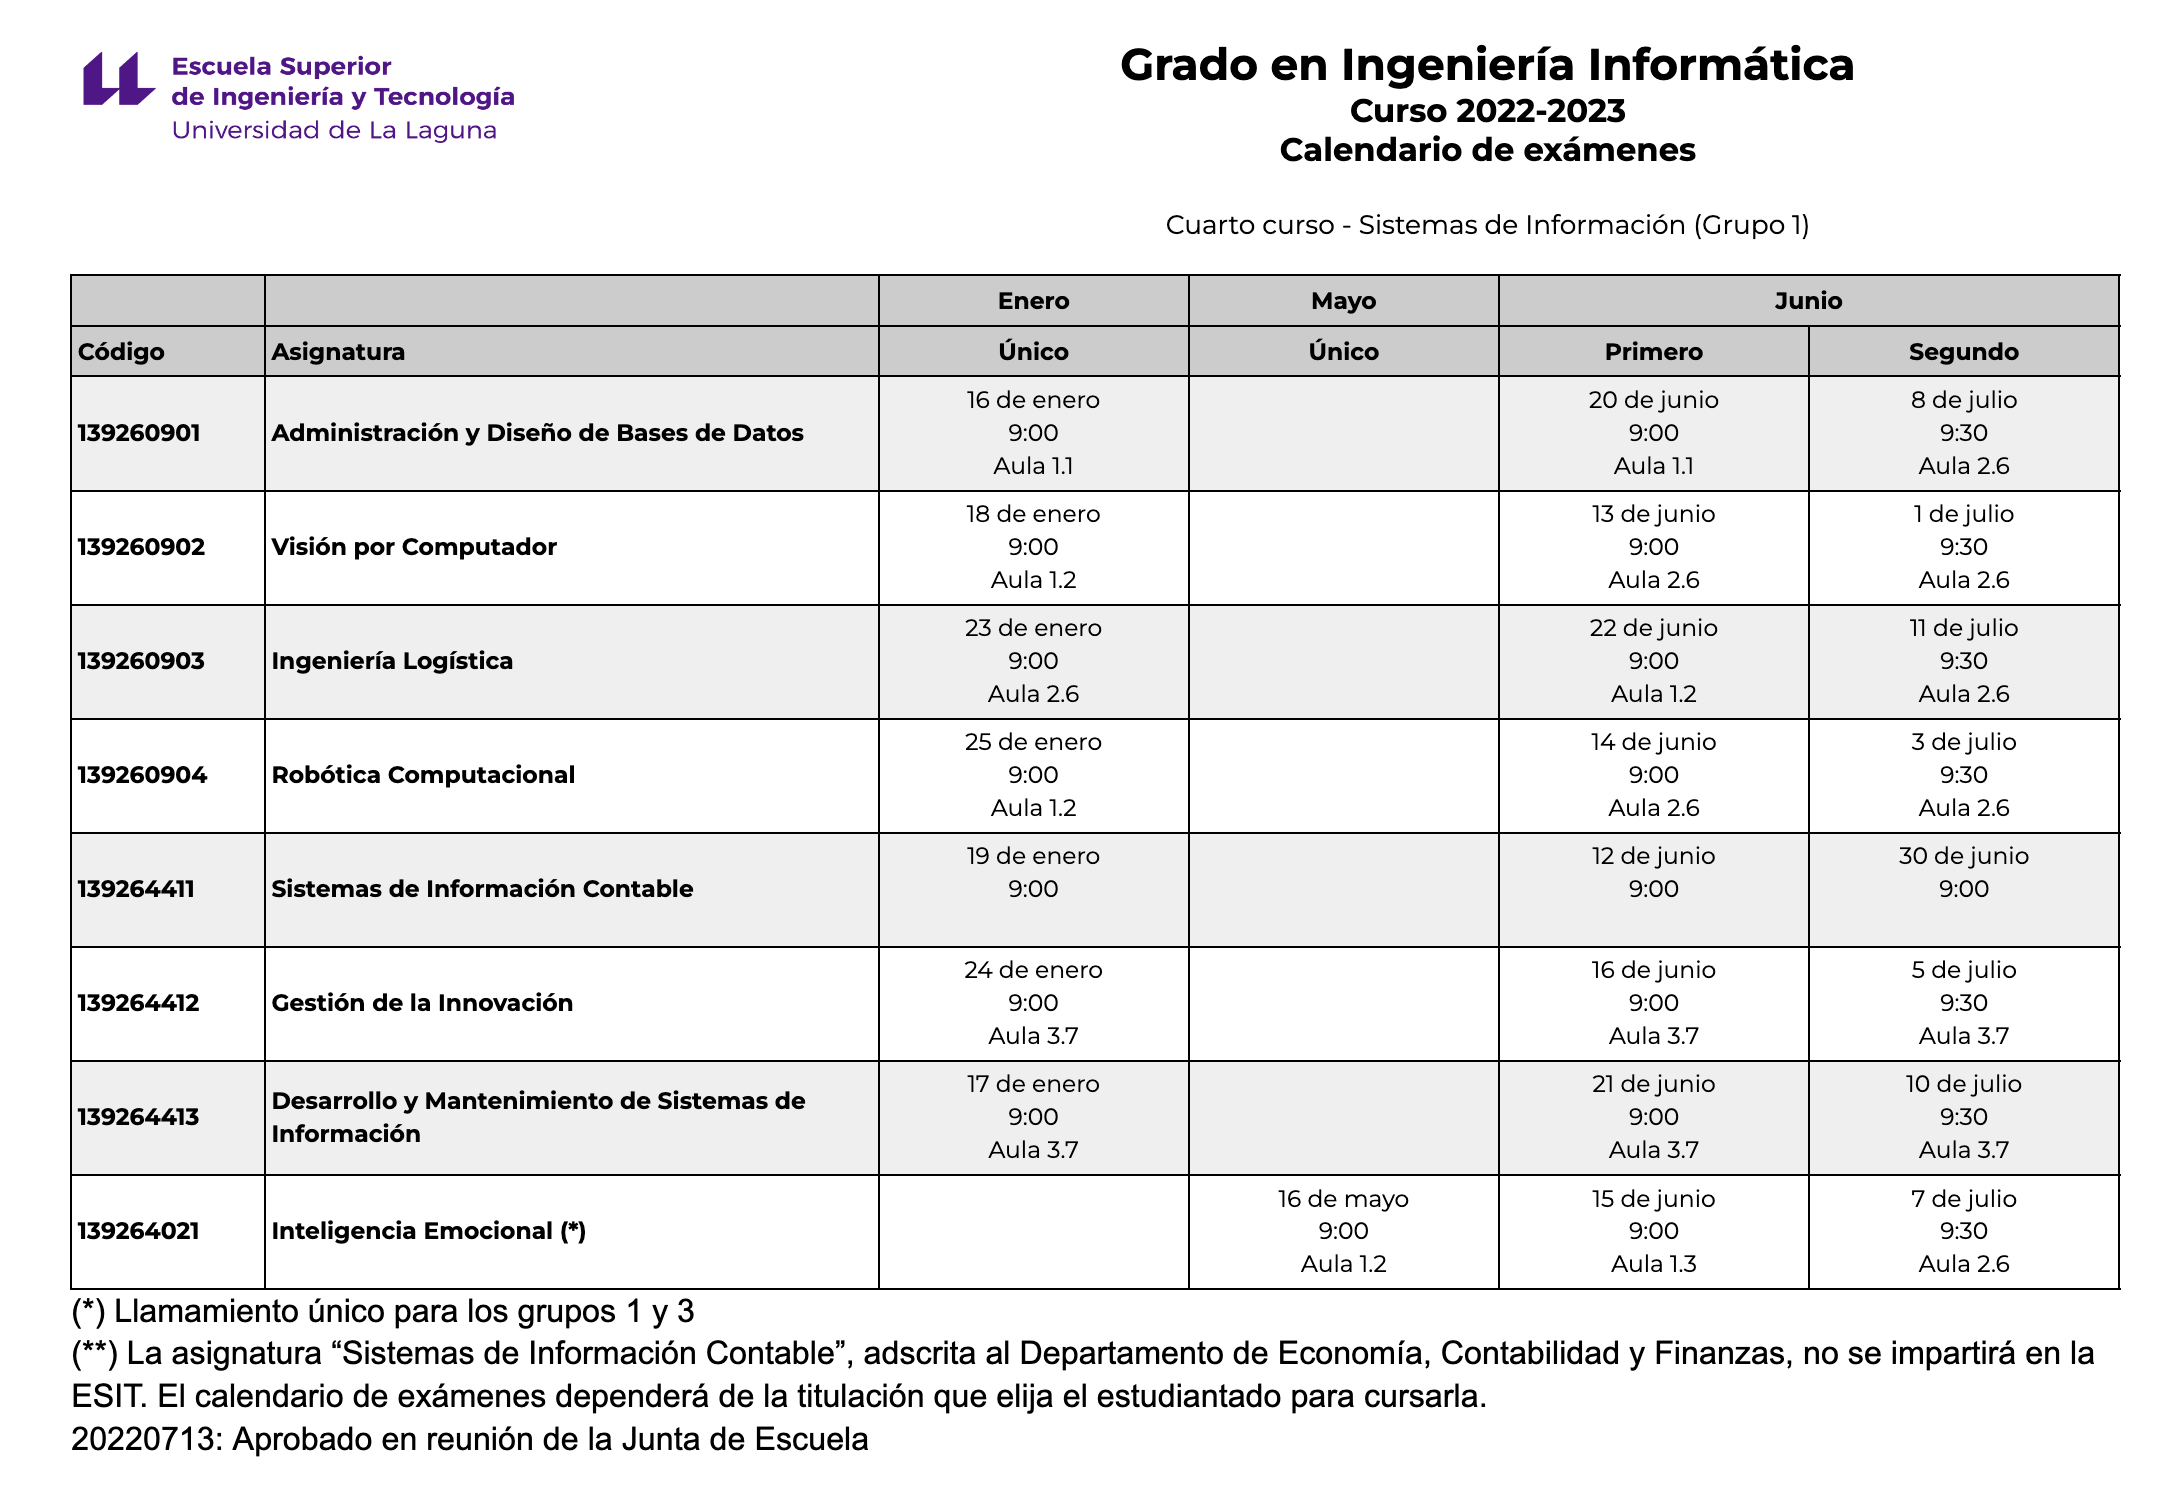 Escuela Superior
de Ingeniería y Tecnología
Universidad de La Laguna
Grado en Ingeniería Informática
Curso 2022-2023
Calendario de exámenes
Cuarto curso - Sistemas de Información (Grupo 1)
Enero Mayo Junio
Código Asignatura Único Único Primero Segundo
139260901 Administración y Diseño de Bases de Datos
16 de enero 20 de junio 8 de julio
9:00 9:00 9:30
Aula 1.1 Aula 1.1 Aula 2.6
139260902 Visión por Computador
18 de enero 13 de junio 1 de julio
9:00 9:00 9:30
Aula 1.2 Aula 2.6 Aula 2.6
139260903 Ingeniería Logística
23 de enero 22 de junio 11 de julio
9:00 9:00 9:30
Aula 2.6 Aula 1.2 Aula 2.6
139260904 Robótica Computacional
25 de enero 14 de junio 3 de julio
9:00 9:00 9:30
Aula 1.2 Aula 2.6 Aula 2.6
139264411 Sistemas de Información Contable
19 de enero 12 de junio 30 de junio
9:00 9:00 9:00
139264412 Gestión de la Innovación
24 de enero 16 de junio 5 de julio
9:00 9:00 9:30
Aula 3.7 Aula 3.7 Aula 3.7
139264413 Desarrollo y Mantenimiento de Sistemas de
Información
17 de enero 21 de junio 10 de julio
9:00 9:00 9:30
Aula 3.7 Aula 3.7 Aula 3.7
139264021 Inteligencia Emocional (*)
16 de mayo 15 de junio 7 de julio
9:00 9:00 9:30
Aula 1.2 Aula 1.3 Aula 2.6
(*) Llamamiento único para los grupos 1 y 3
(**) La asignatura “Sistemas de Información Contable”, adscrita al Departamento de Economía, Contabilidad y Finanzas, no se impartirá en la
ESIT. El calendario de exámenes dependerá de la titulación que elija el estudiantado para cursarla.
20220713: Aprobado en reunión de la Junta de Escuela